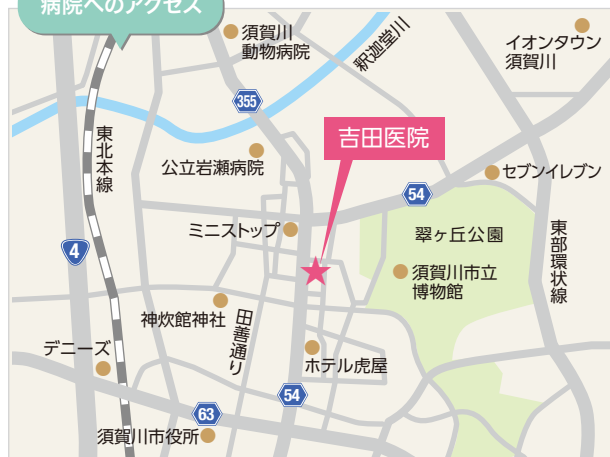 病院へのアクセス
須賀川
動物病院
釈迦堂川
イオンタウン
須賀川
355
東北本線
吉田医院
公立岩瀬病院
セブンイレブン
54
ミニストップ
翠ヶ丘公園
東部環状線
4
須賀川市立
博物館
神炊館神社
田善通り
デニーズ
ホテル虎屋
54
63
須賀川市役所